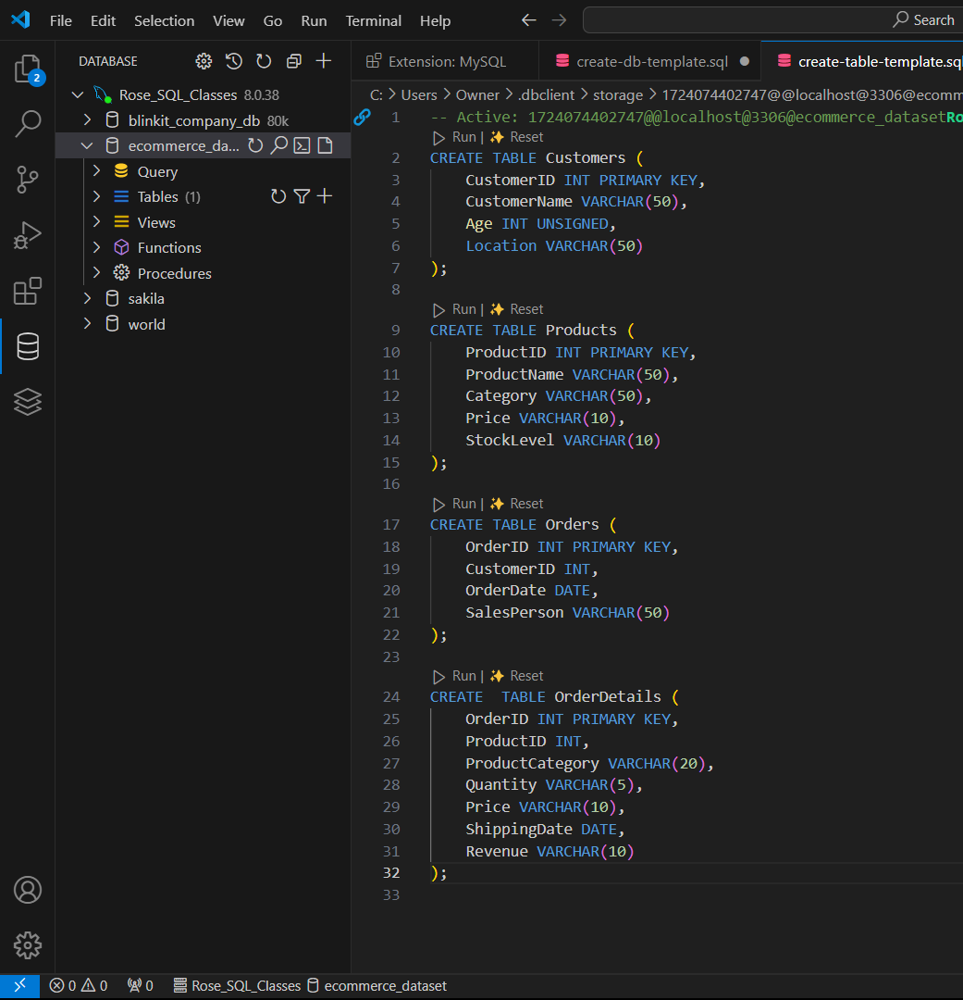 File Edit Selection View Go Run Terminal Help
Search
DATABASE
Rose_SQL_Classes 8.0.38
blinkit_company_db 80k
ecommerce_da...
Query
Tables (1)
Views
Functions
Procedures
sakila
world
2
Extension: MySQL
create-db-template.sql
create-table-template.sql
C: > Users > Owner > .dbclient > storage > 1724074402747@@localhost@3306@ecomm
1 -- Active: 1724074402747@@localhost@3306@ecommerce_datasetRo
Run | Reset
2 CREATE TABLE Customers (
3 CustomerID INT PRIMARY KEY,
4 CustomerName VARCHAR(50),
5 Age INT UNSIGNED,
6 Location VARCHAR(50)
7 );
8
Run | Reset
9 CREATE TABLE Products (
10 ProductID INT PRIMARY KEY,
11 ProductName VARCHAR(50),
12 Category VARCHAR(50),
13 Price VARCHAR(10),
14 StockLevel VARCHAR(10)
15 );
16
Run | Reset
17 CREATE TABLE Orders (
18 OrderID INT PRIMARY KEY,
19 CustomerID INT,
20 OrderDate DATE,
21 SalesPerson VARCHAR(50)
22 );
23
Run | Reset
24 CREATE  TABLE OrderDetails (
25 OrderID INT PRIMARY KEY,
26 ProductID INT,
27 ProductCategory VARCHAR(20),
28 Quantity VARCHAR(5),
29 Price VARCHAR(10),
30 ShippingDate DATE,
31 Revenue VARCHAR(10)
32 );
33
0 0 0 Rose_SQL_Classes ecommerce_dataset